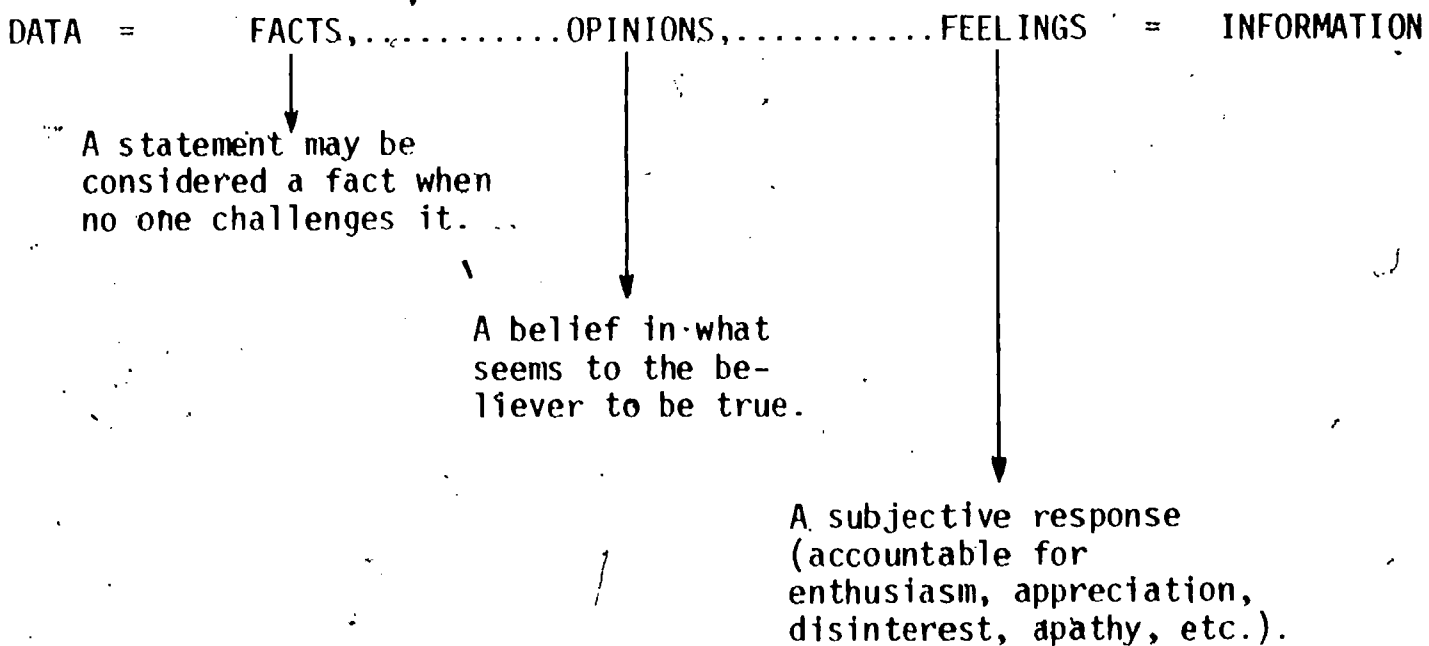 DATA = FACTS,...........OPINIONS,............FEELINGS = INFORMATION
A statement may be
considered a fact when
no one challenges it.
A belief in what
seems to the be-
liever to be true.
A subjective response
(accountable for
enthusiasm, appreciation,
disinterest, apathy, etc.).